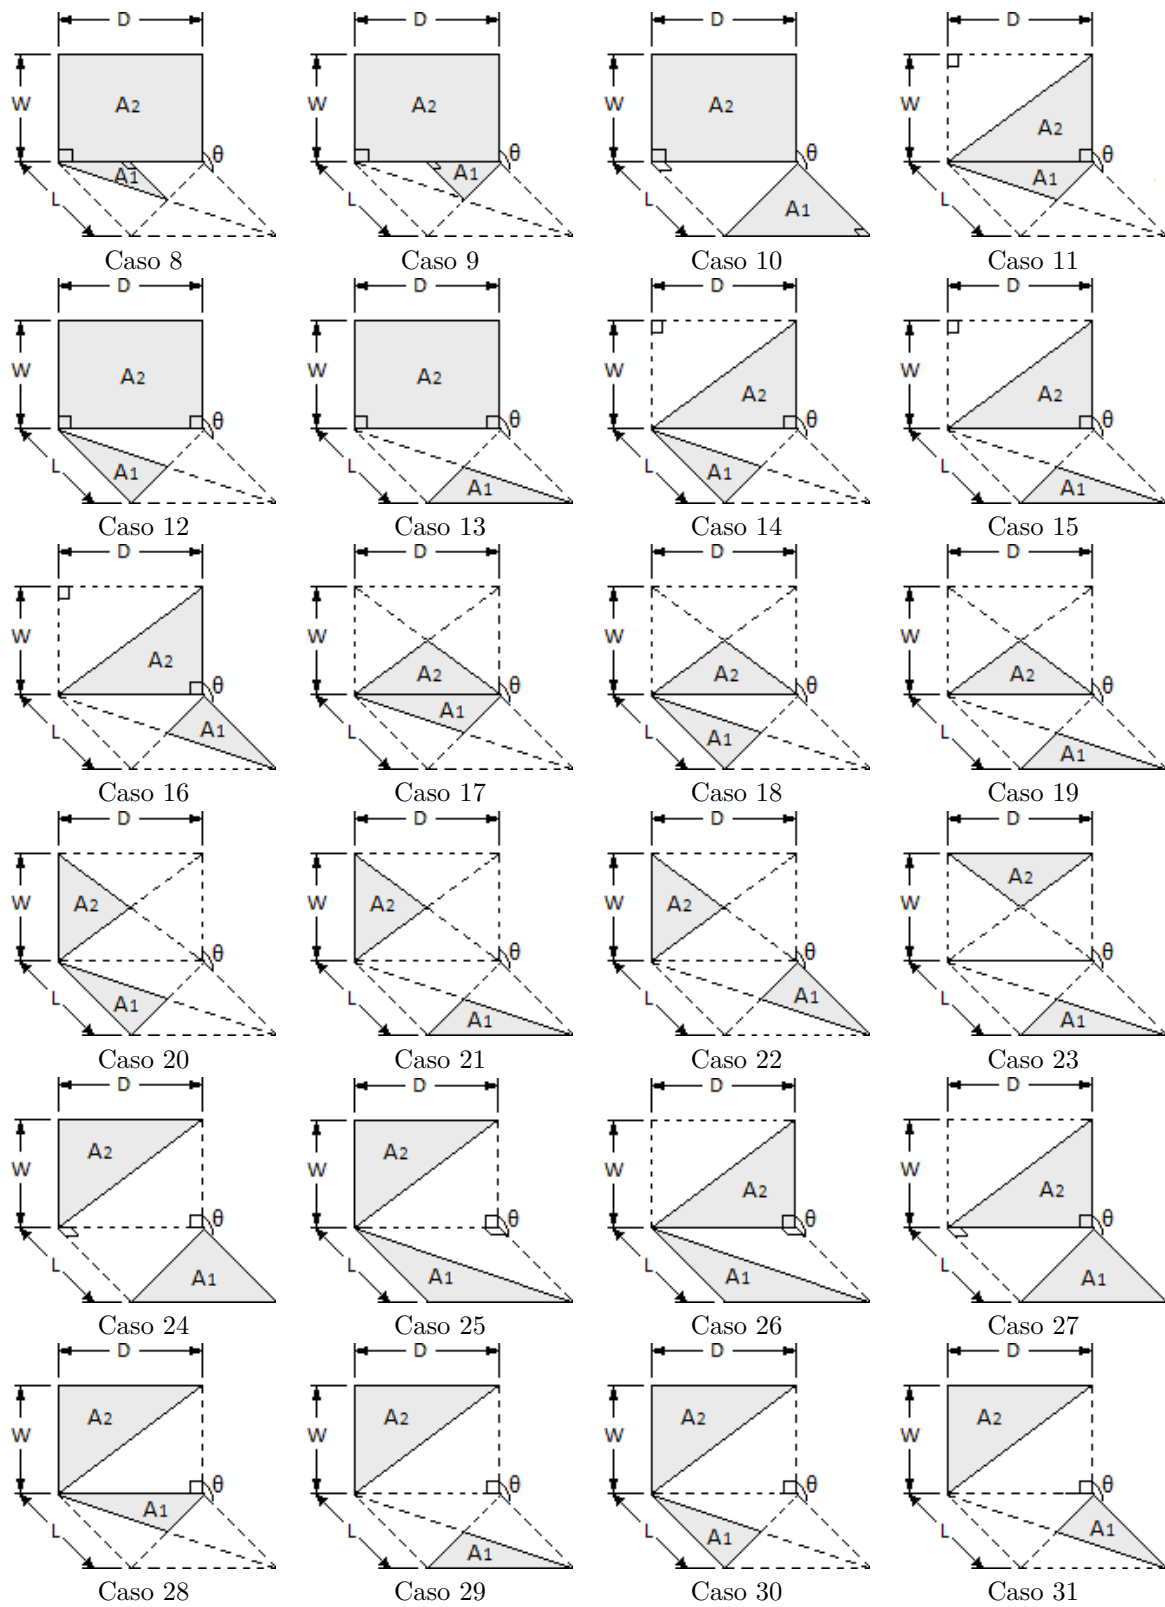 D D D D
W A2 W A2 W A2 W A2
θ θ θ θ
L A1 L A1 L A1 L A1
Caso 8 Caso 9 Caso 10 Caso 11
D D D D
W A2 W A2 W A2 W A2
θ θ θ θ
L A1 L A1 L A1 L A1
Caso 12 Caso 13 Caso 14 Caso 15
D D D D
W A2 W A2 W A2 W A2
θ θ θ θ
L A1 L A1 L A1 L A1
Caso 16 Caso 17 Caso 18 Caso 19
D D D D
W A2 W A2 W A2 W A2
θ θ θ θ
L A1 L A1 L A1 L A1
Caso 20 Caso 21 Caso 22 Caso 23
D D D D
W A2 W A2 W A2 W A2
θ θ θ θ
L A1 L A1 L A1 L A1
Caso 24 Caso 25 Caso 26 Caso 27
D D D D
W A2 W A2 W A2 W A2
θ θ θ θ
L A1 L A1 L A1 L A1
Caso 28 Caso 29 Caso 30 Caso 31